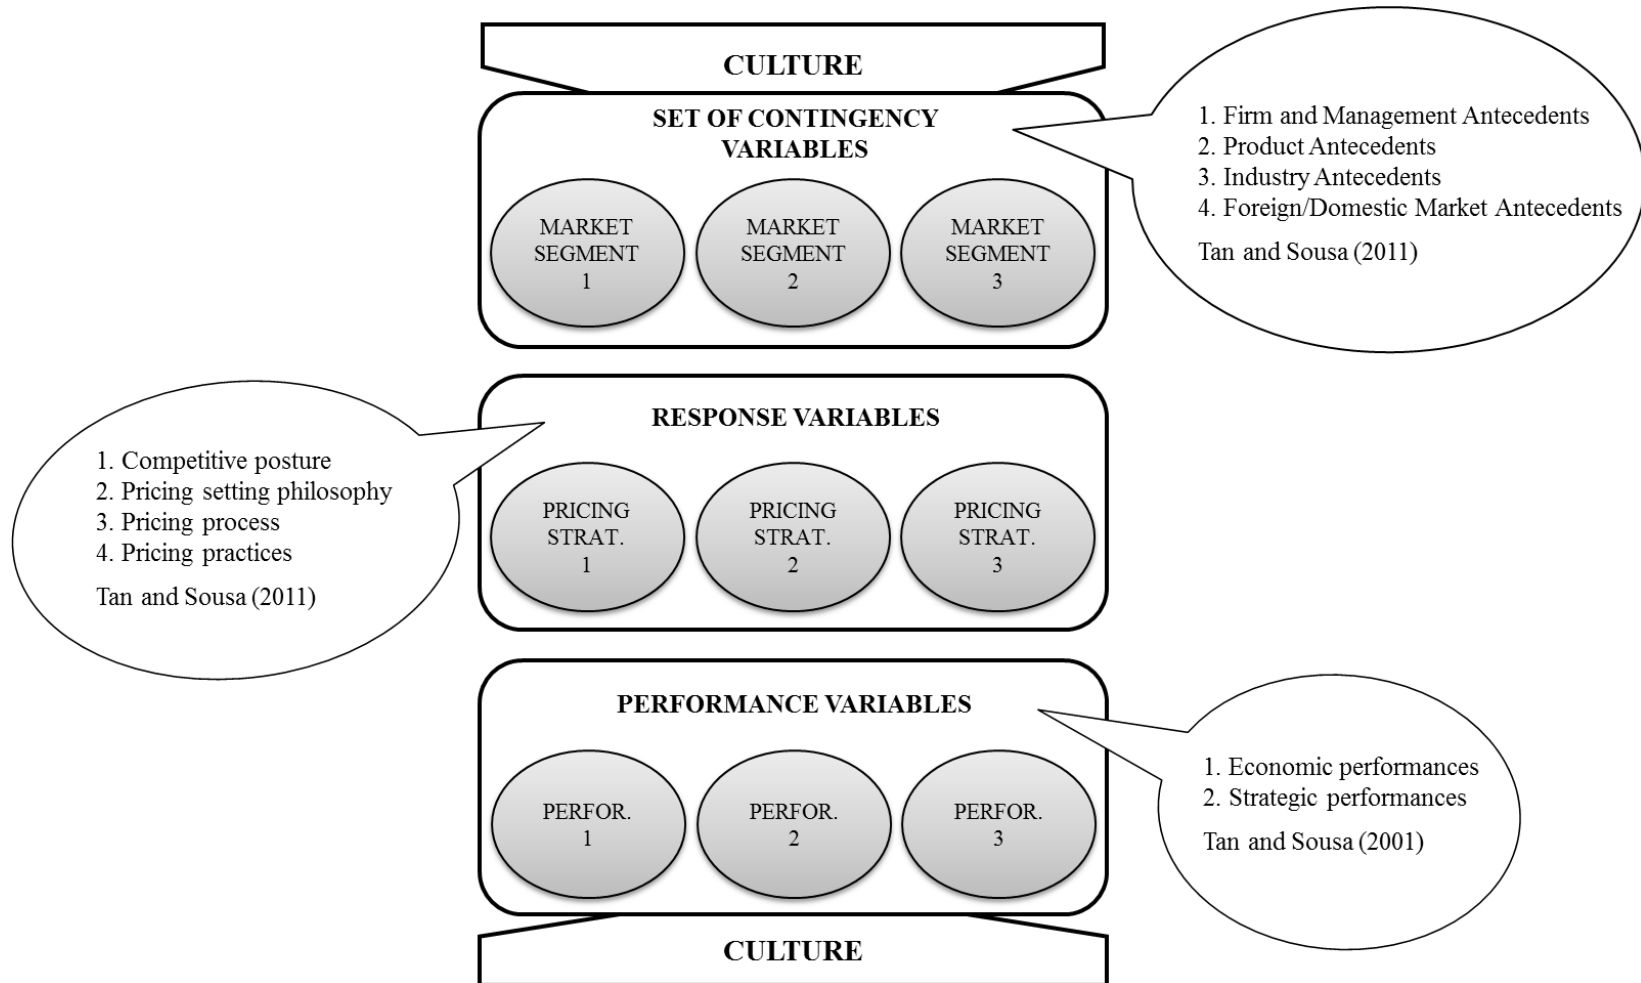 CULTURE
SET OF CONTINGENCY
VARIABLES
MARKET
SEGMENT
1
MARKET
SEGMENT
2
MARKET
SEGMENT
3
1. Firm and Management Antecedents
2. Product Antecedents
3. Industry Antecedents
4. Foreign/Domestic Market Antecedents
Tan and Sousa (2011)
RESPONSE VARIABLES
PRICING
STRAT.
1
PRICING
STRAT.
2
PRICING
STRAT.
3
1. Competitive posture
2. Pricing setting philosophy
3. Pricing process
4. Pricing practices
Tan and Sousa (2011)
PERFORMANCE VARIABLES
PERFOR.
1
PERFOR.
2
PERFOR.
3
1. Economic performances
2. Strategic performances
Tan and Sousa (2001)
CULTURE